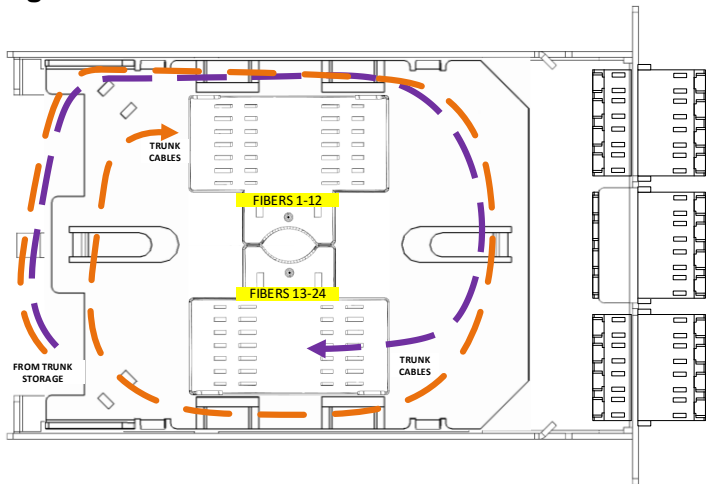 TRUNK
CABLES
FIBERS 1-12
FIBERS 13-24
FROM TRUNK
STORAGE
TRUNK
CABLES